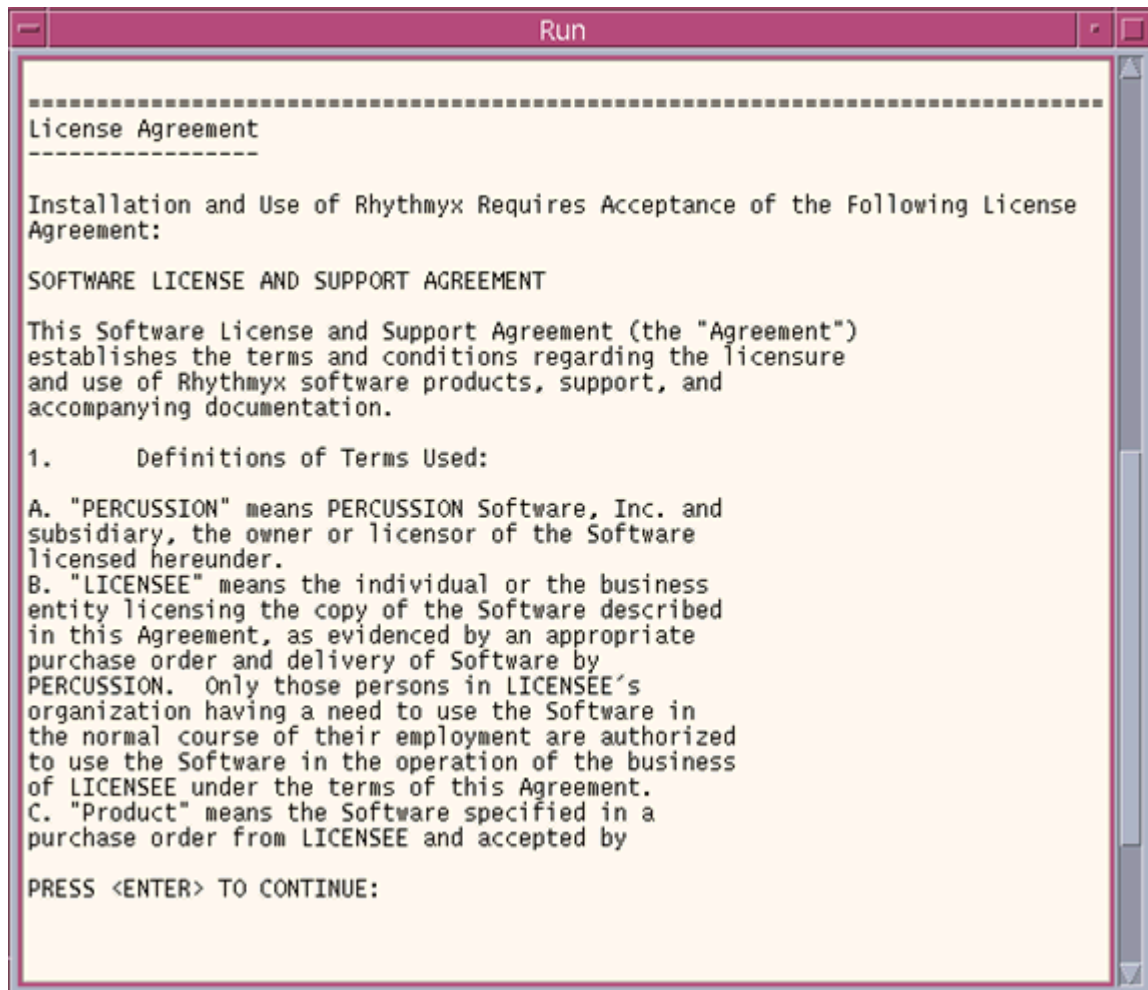 Run
===============================================================================
License Agreement
-----------------
Installation and Use of Rhythmyx Requires Acceptance of the Following License
Agreement:
SOFTWARE LICENSE AND SUPPORT AGREEMENT
This Software License and Support Agreement (the "Agreement")
establishes the terms and conditions regarding the licensure
and use of Rhythmyx software products, support, and
accompanying documentation.
1.      Definitions of Terms Used:
A. "PERCUSSION" means PERCUSSION Software, Inc. and
subsidiary, the owner or licensor of the Software
licensed hereunder.
B. "LICENSEE" means the individual or the business
entity licensing the copy of the Software described
in this Agreement, as evidenced by an appropriate
purchase order and delivery of Software by
PERCUSSION.  Only those persons in LICENSEE´s
organization having a need to use the Software in
the normal course of their employment are authorized
to use the Software in the operation of the business
of LICENSEE under the terms of this Agreement.
C. "Product" means the Software specified in a
purchase order from LICENSEE and accepted by
PRESS <ENTER> TO CONTINUE: